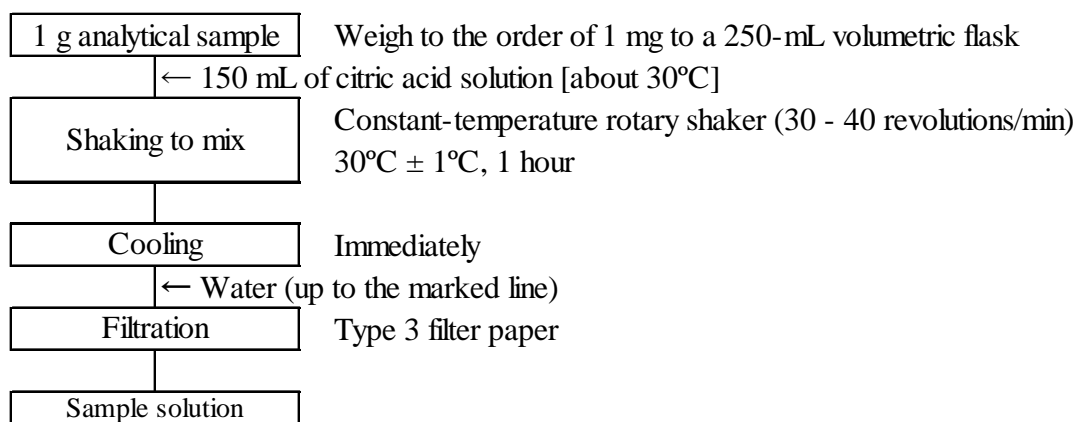 1 g analytical sample Weigh to the order of 1 mg to a 250-mL volumetric flask
← 150 mL of citric acid solution [about 30ºC]
Shaking to mix Constant-temperature rotary shaker (30 - 40 revolutions/min)
30ºC ± 1ºC, 1 hour
Cooling Immediately
← Water (up to the marked line)
Filtration Type 3 filter paper
Sample solution